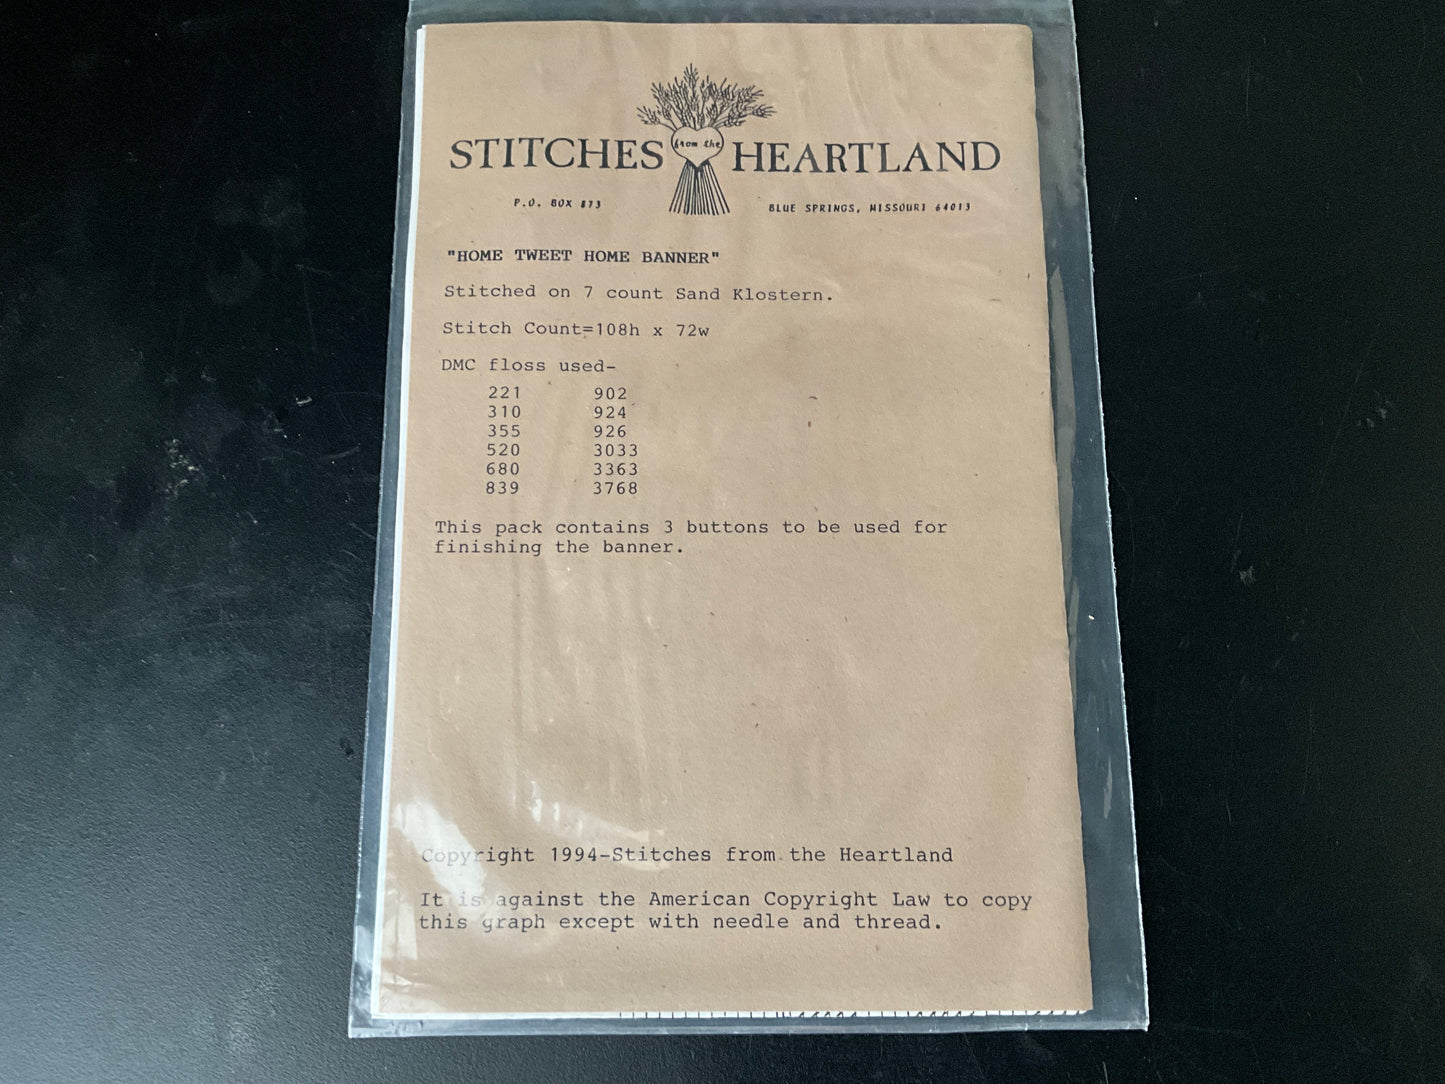 STITCHES from the HEARTLAND
P.O. BOX 873 BLUE SPRINGS, MISSOURI 64013
"HOME TWEET HOME BANNER"
Stitched on 7 count Sand Klostern.
Stitch Count=108h x 72w
DMC floss used-
221 902
310 924
355 926
520 3033
680 3363
839 3768
This pack contains 3 buttons to be used for
finishing the banner.
Copyright 1994-Stitches from the Heartland
It is against the American Copyright Law to copy
this graph except with needle and thread.